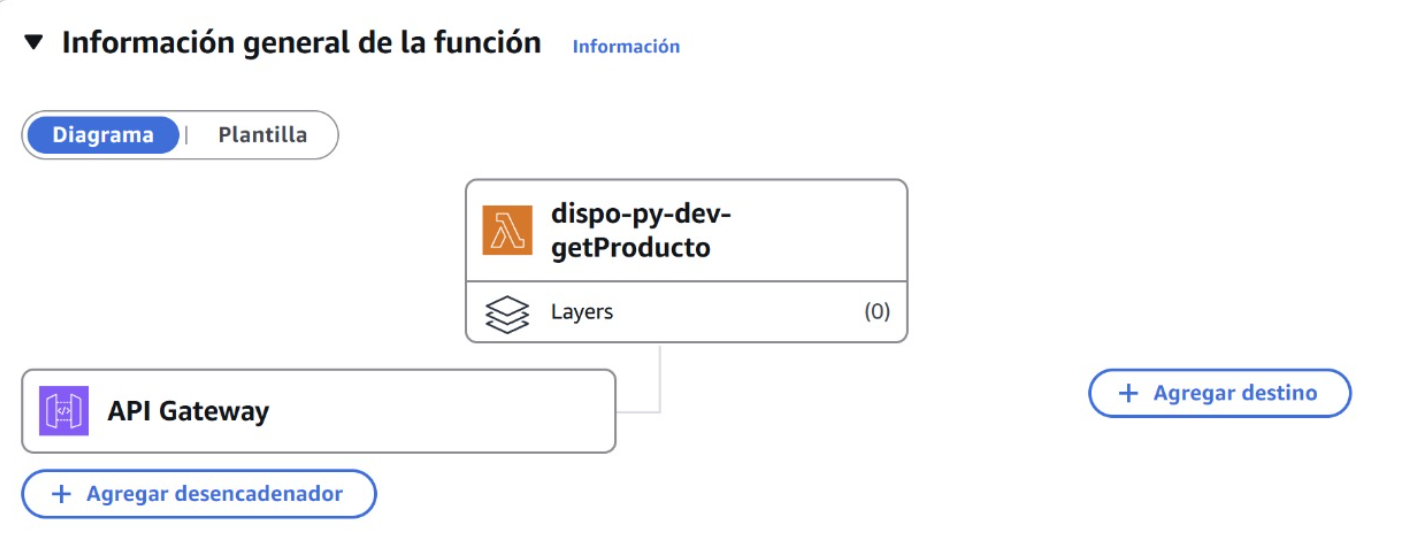 Información general de la función Información
Diagrama | Plantilla
dispo-py-dev-
getProducto
Layers (0)
API Gateway
+ Agregar destino
+ Agregar desencadenador